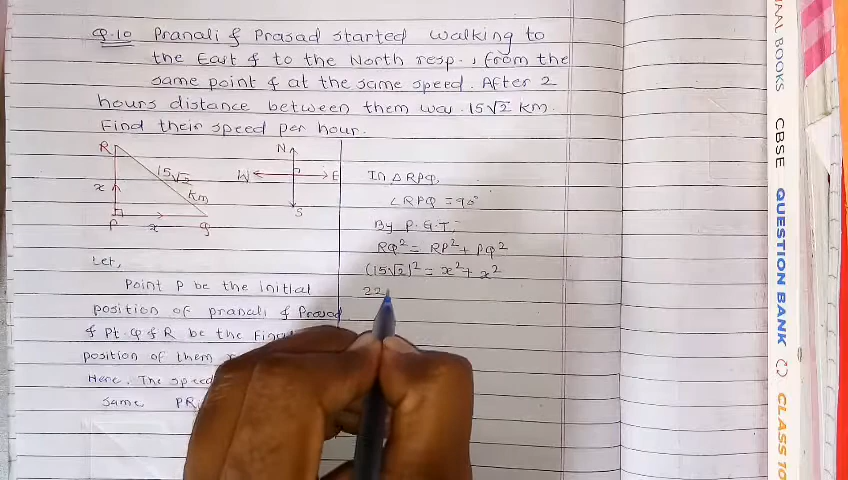 Q.10 Pranali & Prasad started walking to
the East & to the North resp., from the
same point & at the same speed. After 2
hours distance between them was 15√2 km.
Find their speed per hour.
R
15√2
km
x
P
x
Q
N
W
E
S
Let,
Point P be the initial
position of pranali & Prasad
& Pt. Q & R be the
position of them
Here, The
Same PR
In △ RPQ,
∠RPQ = 90°
By P.G.T,
RQ² = RP² + PQ²
(15√2)² = x² + x²
22
BOOKS
CBSE
QUESTION BANK
CLASS 10